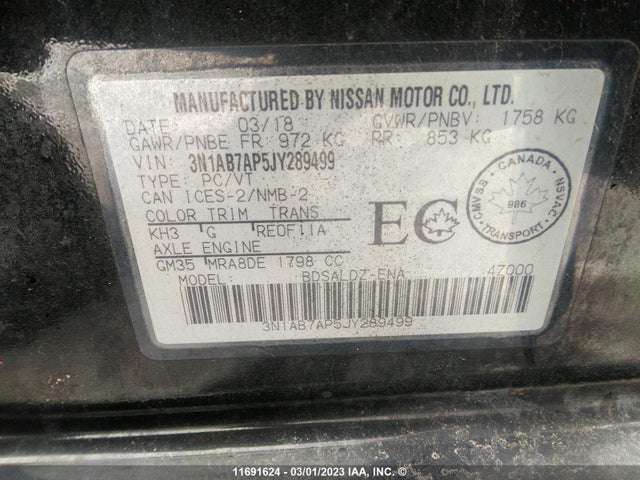 MANUFACTURED BY NISSAN MOTOR CO., LTD.
DATE: 03/18 GVWR/PNBV: 1758 KG
GAWR/PNBE FR: 972 KG RR: 853 KG
VIN: 3N1AB7AP5JY289499
TYPE: PC/VT
CAN ICES-2/NMB-2
COLOR TRIM TRANS
KH3 G RE0F11A
AXLE ENGINE
GM35 MRA8DE 1798 CC
MODEL: BDSALDZ-ENA 47000
3N1AB7AP5JY289499
EC
CANADA
CMVSS
NSVAC
986
11691624 — 03/01/2023 IAA, INC.©